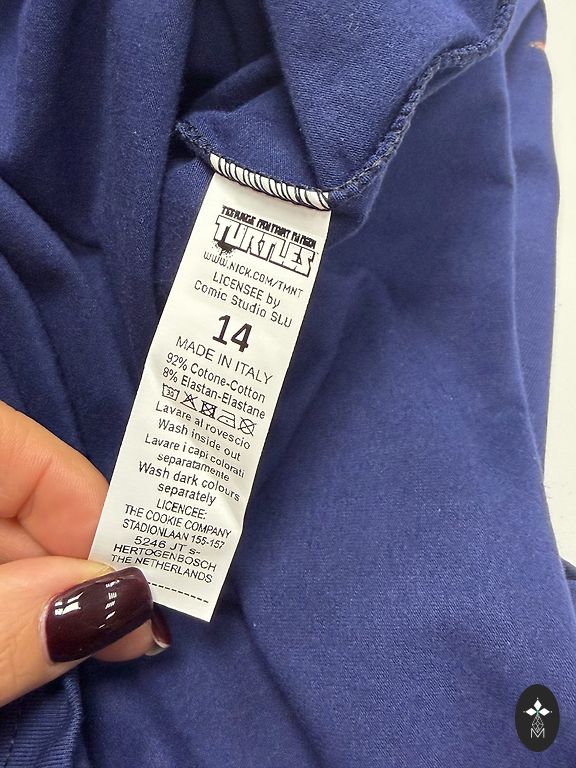 TEENAGE MUTANT NINJA
TURTLES
WWW.NICK.COM/TMNT
LICENSEE by
Comic Studio SLU
14
MADE IN ITALY
92% Cotone-Cotton
8% Elastan-Elastane
30
Lavare al rovescio
Wash inside out
Lavare i capi colorati
separatamente
Wash dark colours
separately
LICENCEE:
THE COOKIE COMPANY
STADIONLAAN 155-157
5246 JT s-
HERTOGENBOSCH
THE NETHERLANDS
M